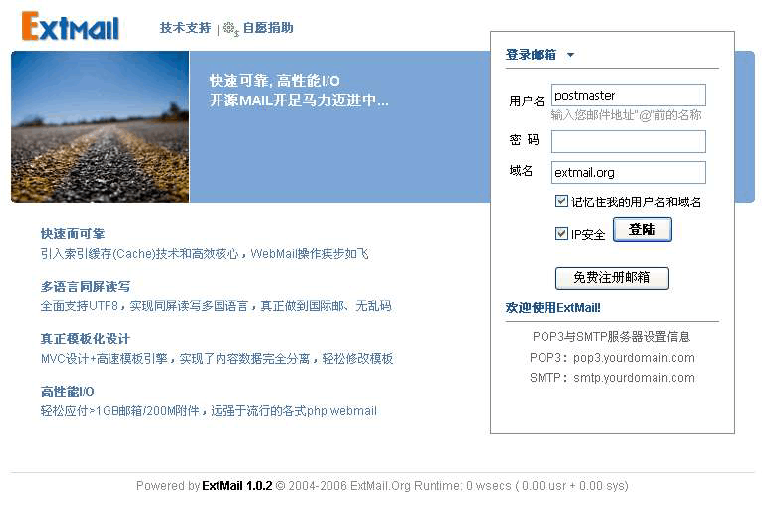 ExtMail
技术支持 | 自愿捐助
快速可靠, 高性能I/O
开源MAIL开足马力迈进中...
快速而可靠
引入索引缓存(Cache)技术和高效核心，WebMail操作疾步如飞
多语言同屏读写
全面支持UTF8，实现同屏读写多国语言，真正做到国际邮、无乱码
真正模板化设计
MVC设计+高速模板引擎，实现了内容数据完全分离，轻松修改模板
高性能I/O
轻松应付>1GB邮箱/200M附件，远强于流行的各式php webmail
登录邮箱
用户名 postmaster
输入您邮件地址"@"前的名称
密 码
域名 extmail.org
记忆住我的用户名和域名
IP安全 登陆
免费注册邮箱
欢迎使用ExtMail!
POP3与SMTP服务器设置信息
POP3： pop3.yourdomain.com
SMTP： smtp.yourdomain.com
Powered by ExtMail 1.0.2 © 2004-2006 ExtMail.Org Runtime: 0 wsecs ( 0.00 usr + 0.00 sys)